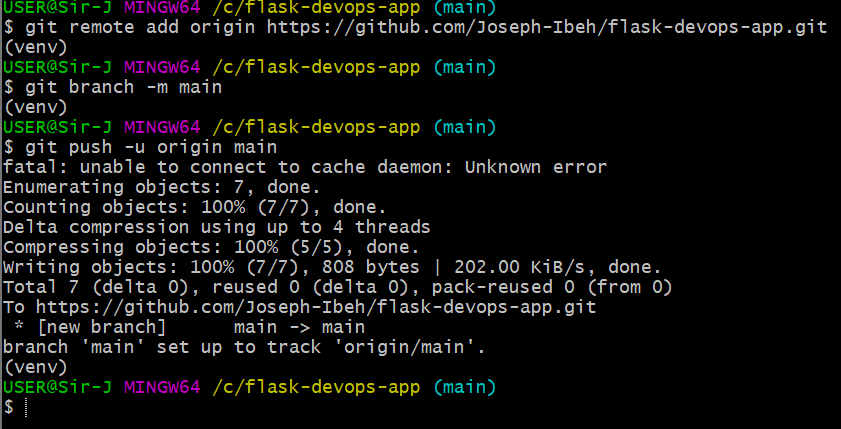 USER@Sir-J MINGW64 /c/flask-devops-app (main)
$ git remote add origin https://github.com/Joseph-Ibeh/flask-devops-app.git
(venv)
USER@Sir-J MINGW64 /c/flask-devops-app (main)
$ git branch -m main
(venv)
USER@Sir-J MINGW64 /c/flask-devops-app (main)
$ git push -u origin main
fatal: unable to connect to cache daemon: Unknown error
Enumerating objects: 7, done.
Counting objects: 100% (7/7), done.
Delta compression using up to 4 threads
Compressing objects: 100% (5/5), done.
Writing objects: 100% (7/7), 808 bytes | 202.00 KiB/s, done.
Total 7 (delta 0), reused 0 (delta 0), pack-reused 0 (from 0)
To https://github.com/Joseph-Ibeh/flask-devops-app.git
 * [new branch]      main -> main
branch 'main' set up to track 'origin/main'.
(venv)
USER@Sir-J MINGW64 /c/flask-devops-app (main)
$